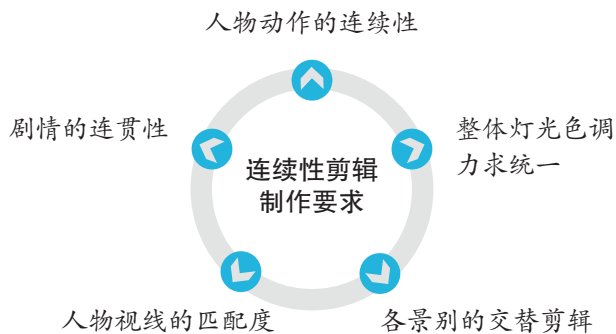 人物动作的连续性
剧情的连贯性
整体灯光色调
力求统一
连续性剪辑
制作要求
人物视线的匹配度
各景别的交替剪辑